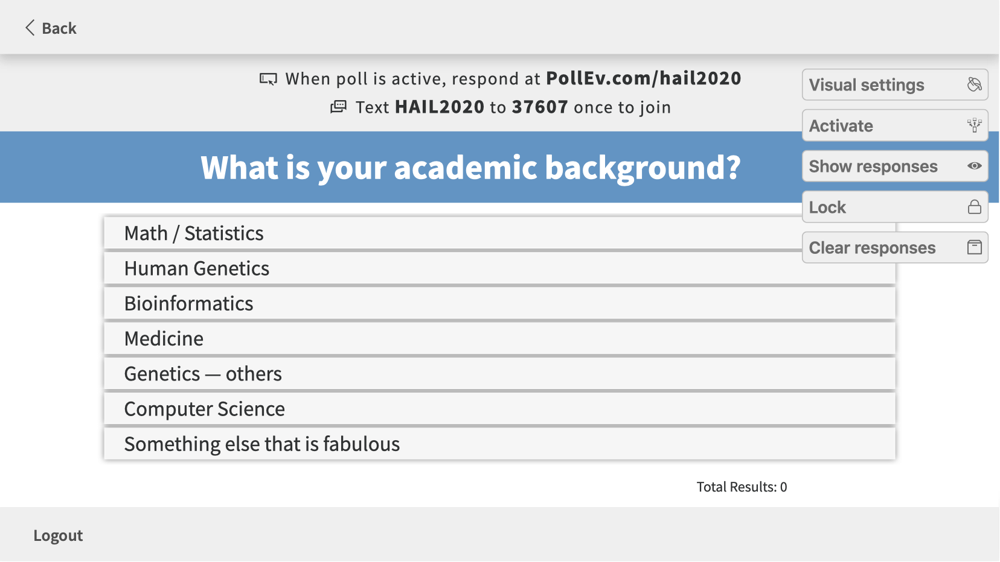 Back
When poll is active, respond at PollEv.com/hail2020
Text HAIL2020 to 37607 once to join
Visual settings
Activate
Show responses
Lock
Clear responses
What is your academic background?
Math / Statistics
Human Genetics
Bioinformatics
Medicine
Genetics — others
Computer Science
Something else that is fabulous
Total Results: 0
Logout